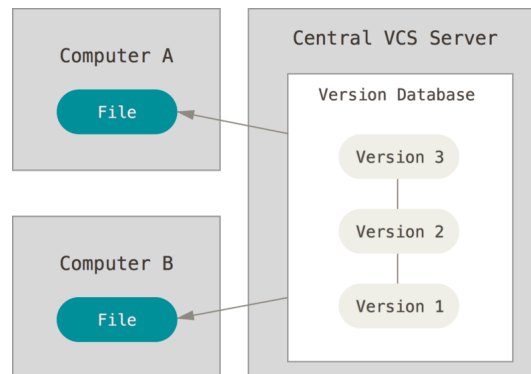 Computer A
File
Computer B
File
Central VCS Server
Version Database
Version 3
Version 2
Version 1